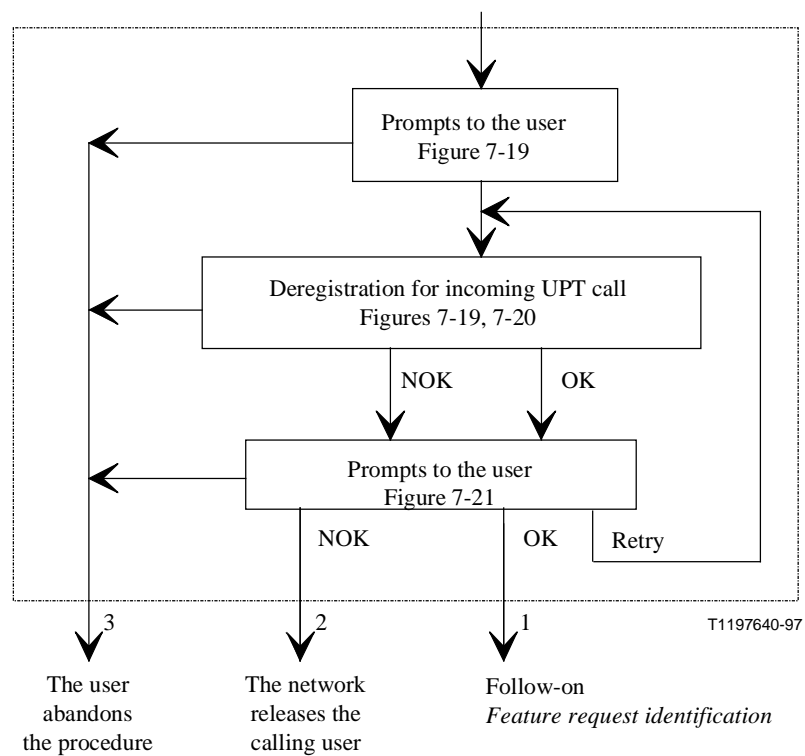 Prompts to the user
Figure 7-19
Deregistration for incoming UPT call
Figures 7-19, 7-20
NOK
OK
Prompts to the user
Figure 7-21
NOK
OK
Retry
3
2
1
T1197640-97
The user
abandons
the procedure
The network
releases the
calling user
Follow-on
Feature request identification